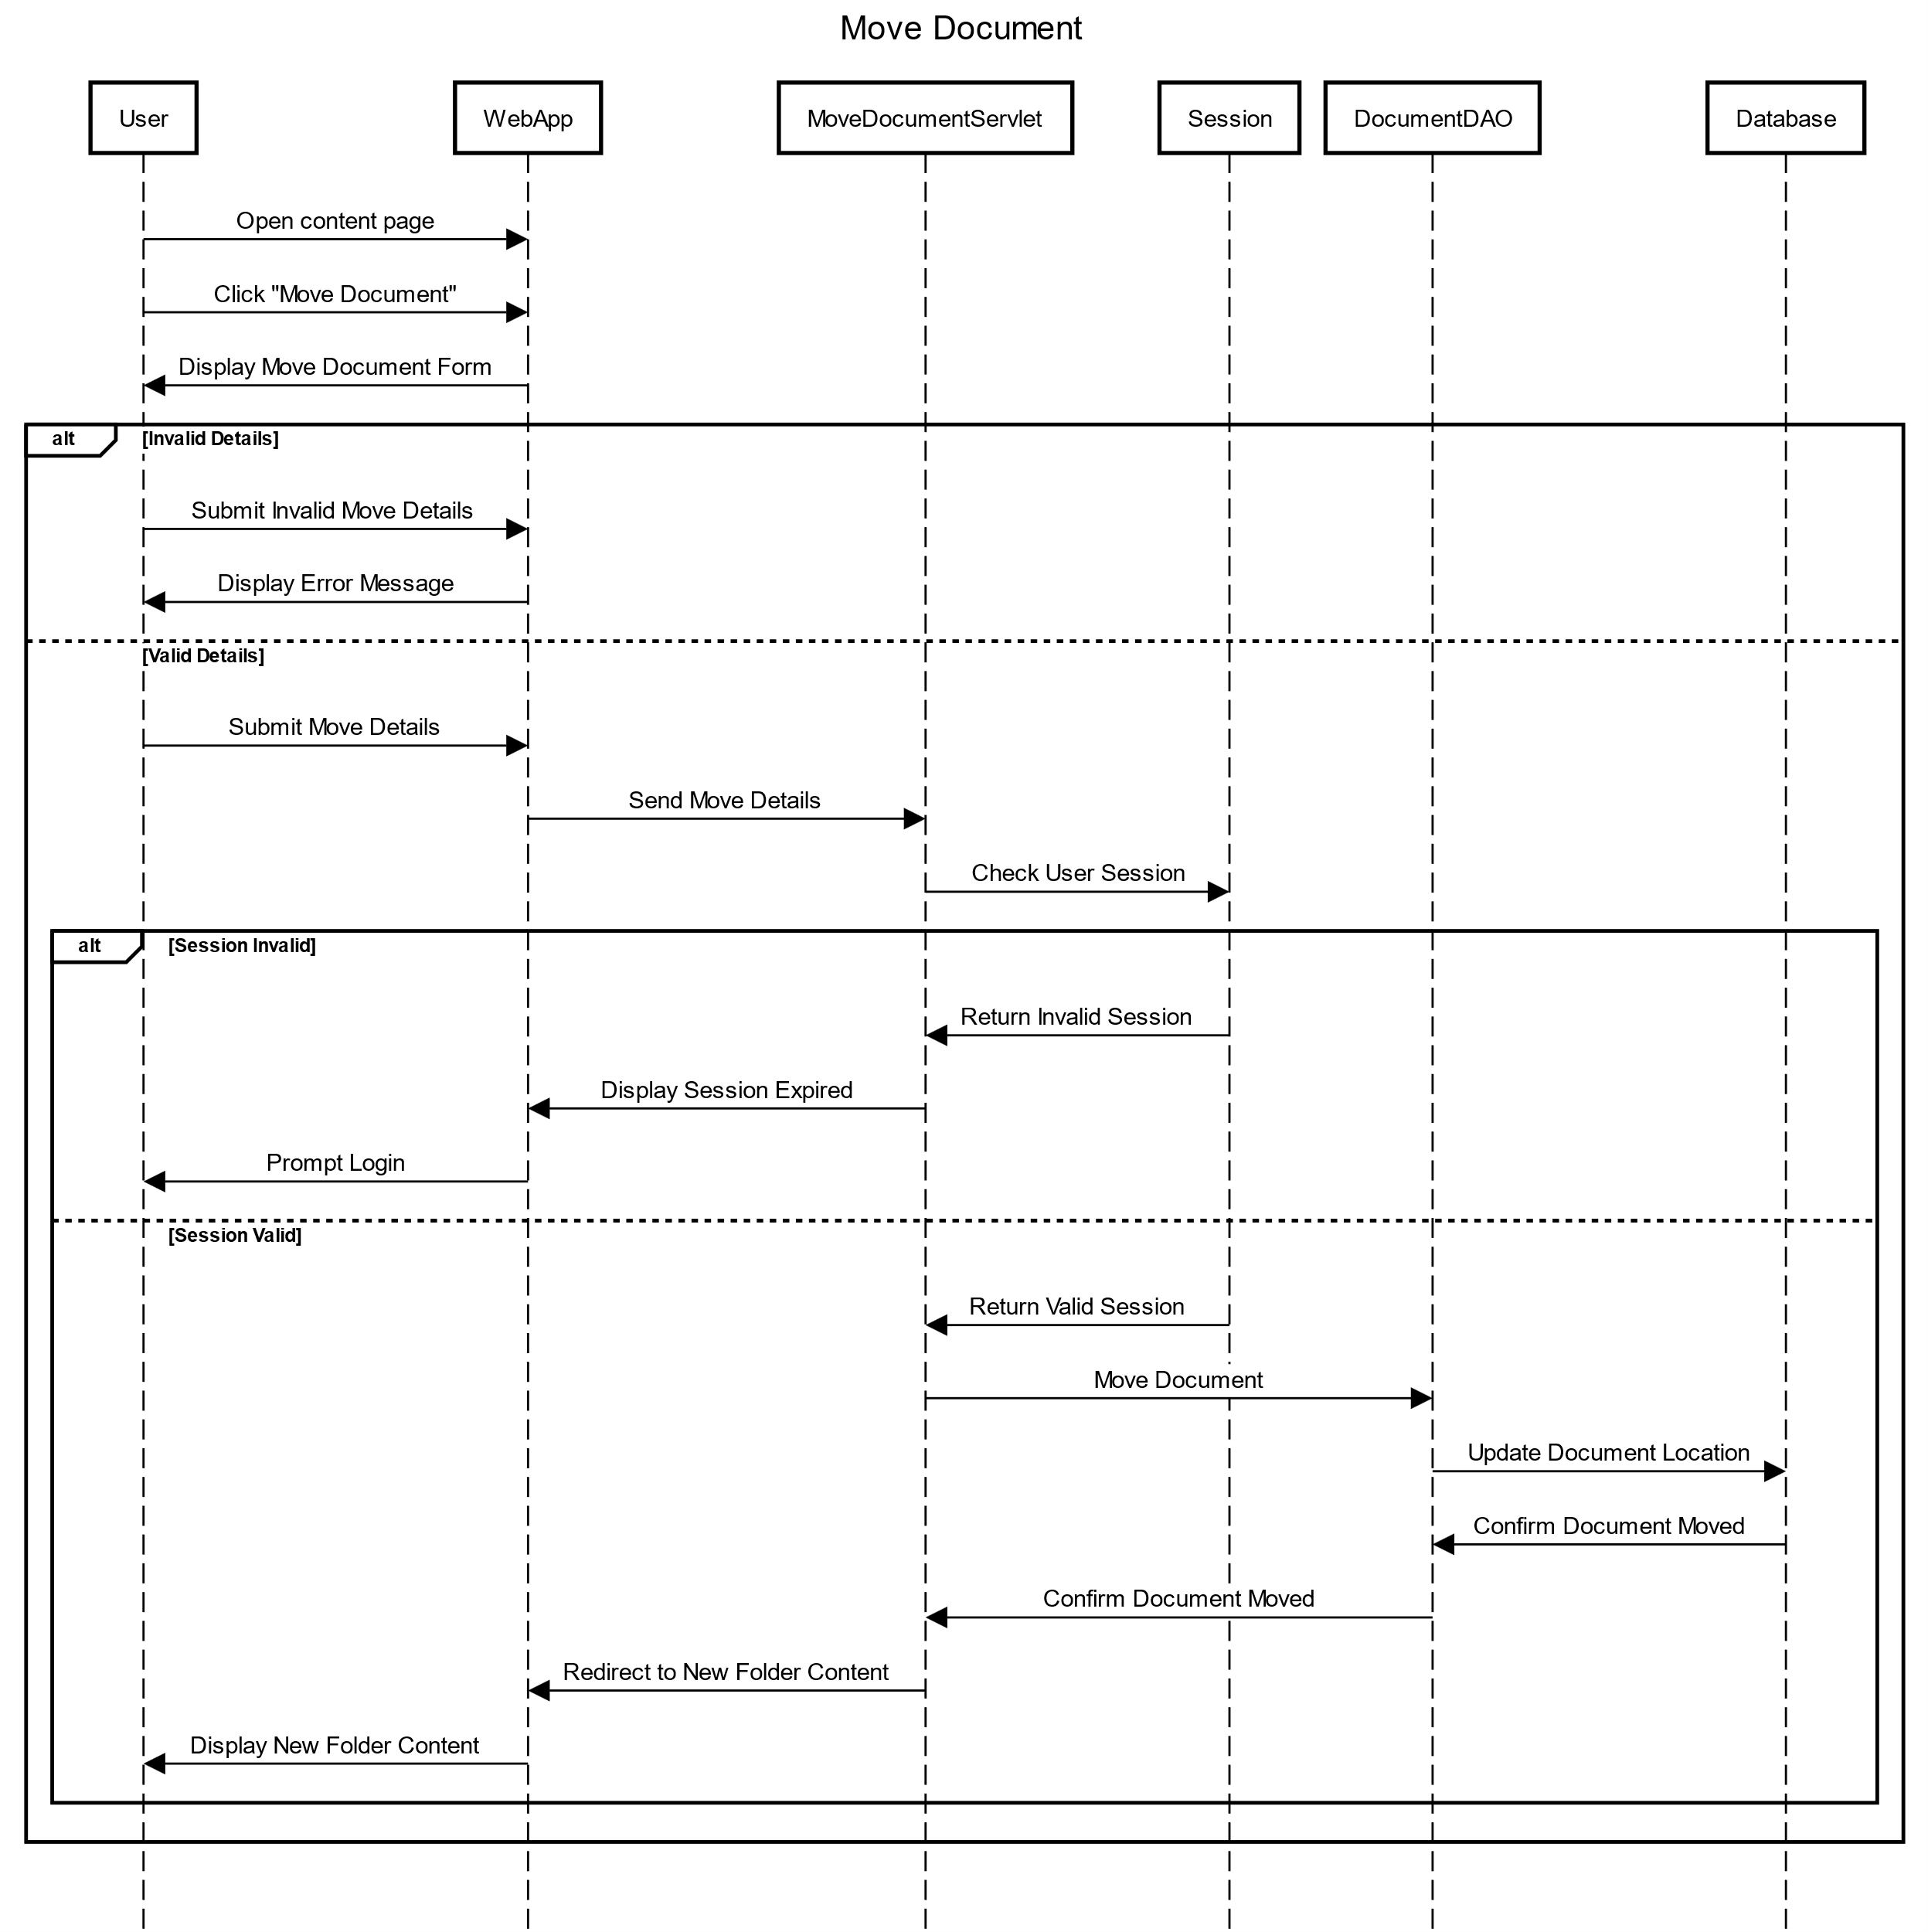 Move Document
User
WebApp
MoveDocumentServlet
Session
DocumentDAO
Database
Open content page
Click "Move Document"
Display Move Document Form
alt
[Invalid Details]
Submit Invalid Move Details
Display Error Message
[Valid Details]
Submit Move Details
Send Move Details
Check User Session
alt
[Session Invalid]
Return Invalid Session
Display Session Expired
Prompt Login
[Session Valid]
Return Valid Session
Move Document
Update Document Location
Confirm Document Moved
Confirm Document Moved
Redirect to New Folder Content
Display New Folder Content